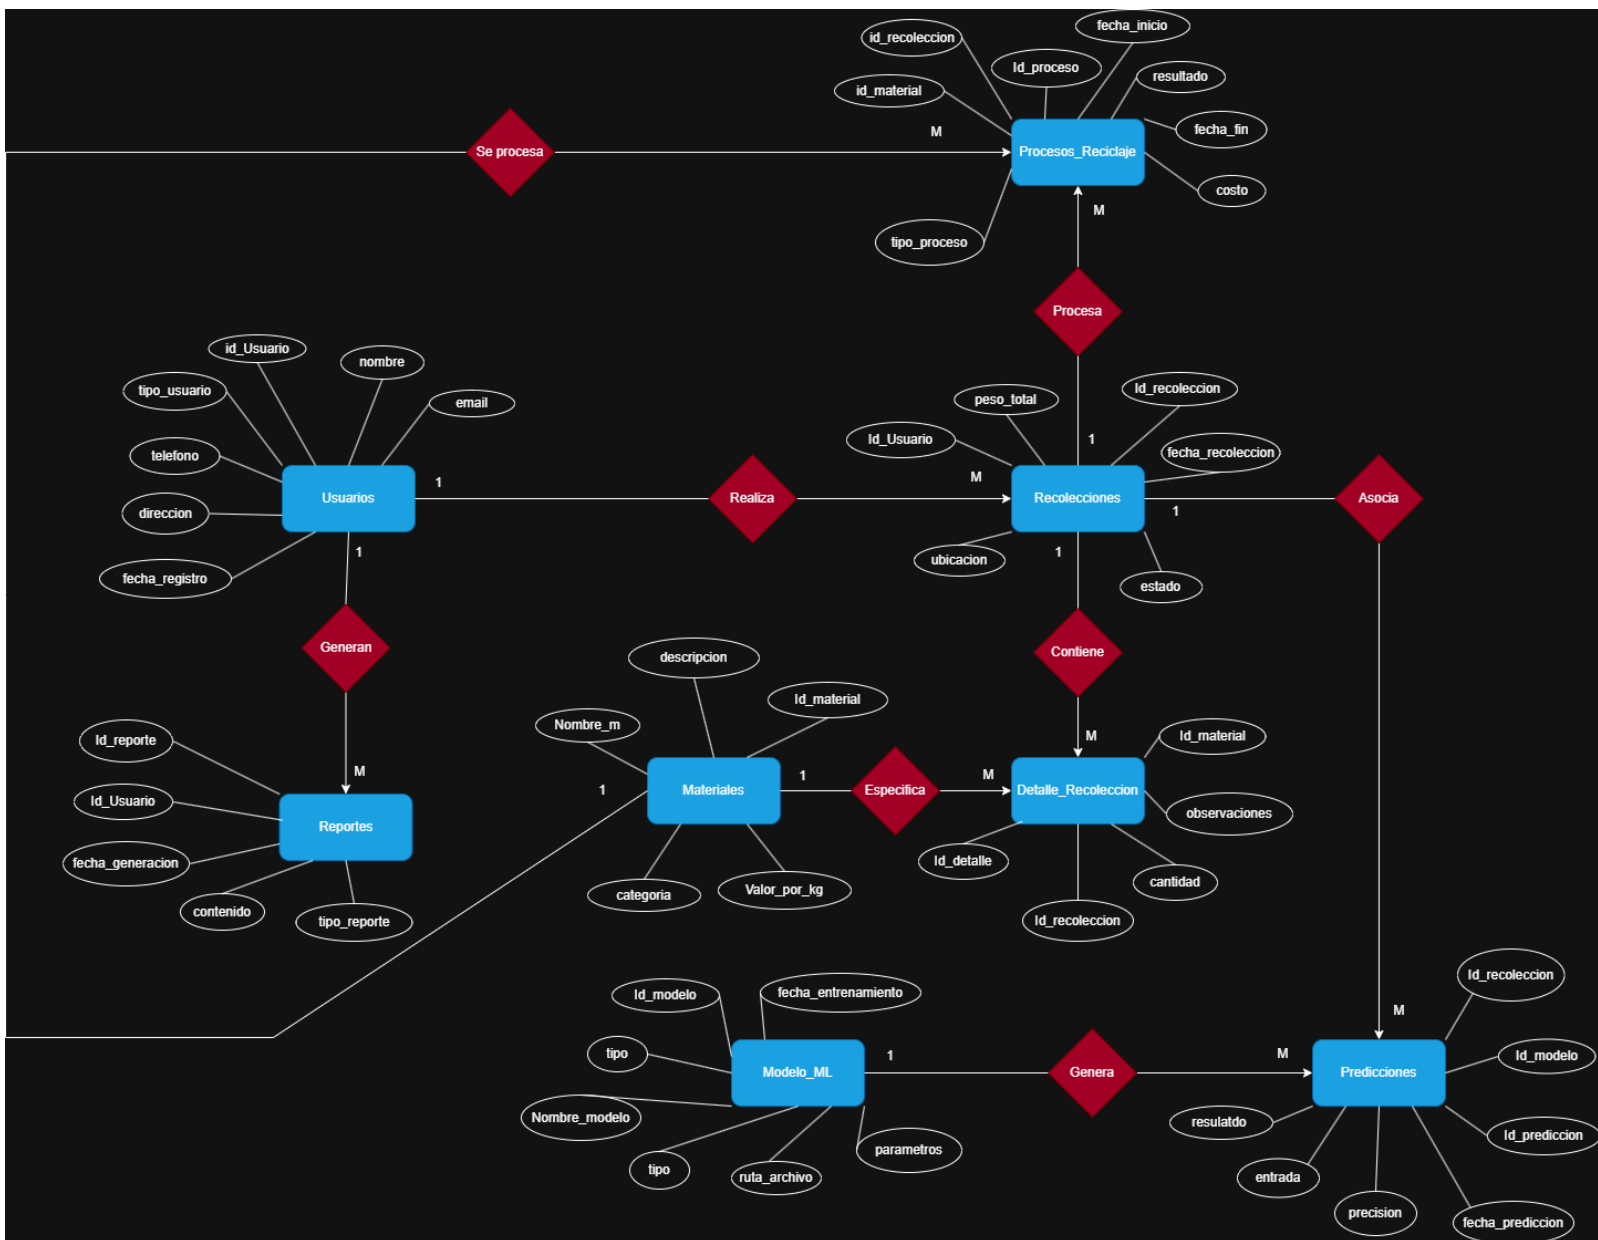 fecha_inicio
id_recoleccion
Id_proceso
resultado
id_material
fecha_fin
M
Se procesa
Procesos_Reciclaje
costo
M
tipo_proceso
Procesa
id_Usuario
nombre
tipo_usuario
email
Id_recoleccion
peso_total
Id_Usuario
1
fecha_recoleccion
telefono
1
M
Usuarios
Realiza
Recolecciones
Asocia
1
direccion
1
1
ubicacion
fecha_registro
estado
Generan
Contiene
descripcion
Id_material
Nombre_m
Id_material
Id_reporte
M
M
1
1
M
Materiales
Especifica
Detalle_Recoleccion
Id_Usuario
observaciones
Reportes
fecha_generacion
Id_detalle
cantidad
categoria
Valor_por_kg
contenido
tipo_reporte
Id_recoleccion
Id_recoleccion
Id_modelo
fecha_entrenamiento
M
tipo
1
M
Id_modelo
Modelo_ML
Genera
Predicciones
Nombre_modelo
resulatdo
Id_prediccion
parametros
tipo
ruta_archivo
entrada
precision
fecha_prediccion